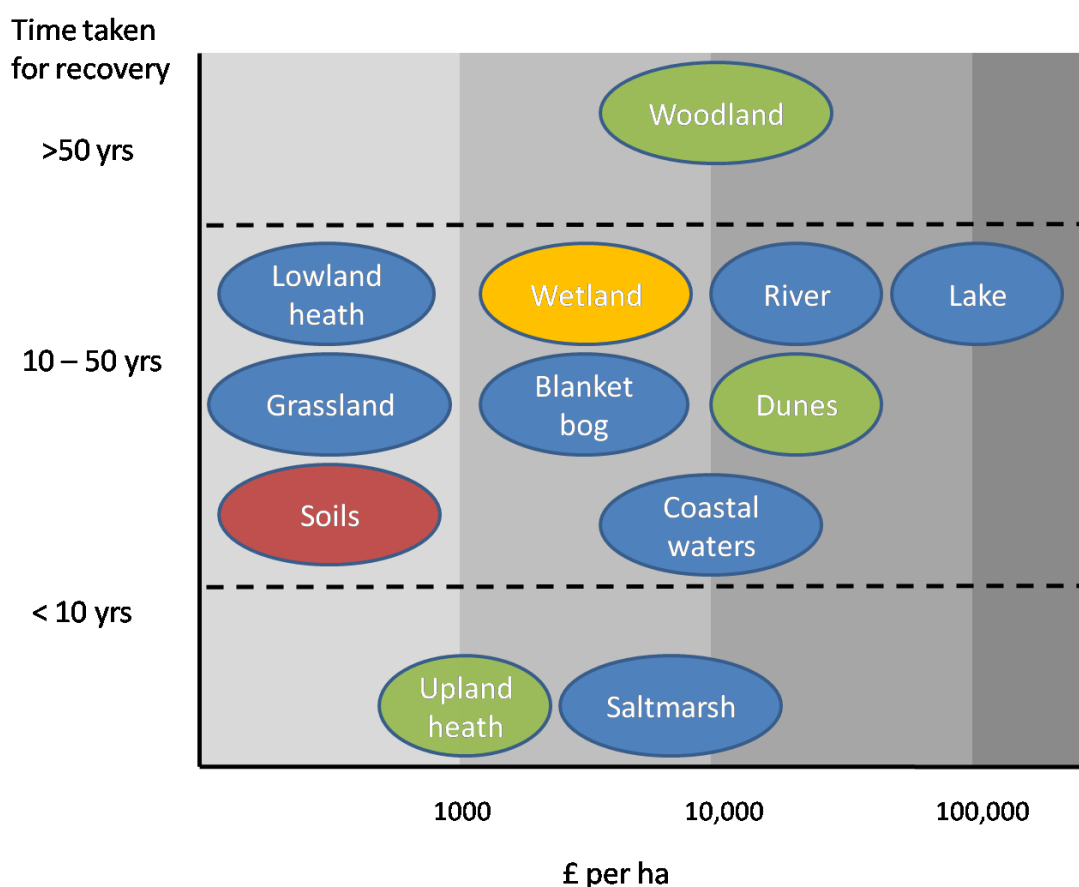 Time taken
for recovery
>50 yrs
Woodland
Lowland
heath
Wetland
River
Lake
10 – 50 yrs
Grassland
Blanket
bog
Dunes
Soils
Coastal
waters
< 10 yrs
Upland
heath
Saltmarsh
1000
10,000
100,000
£ per ha